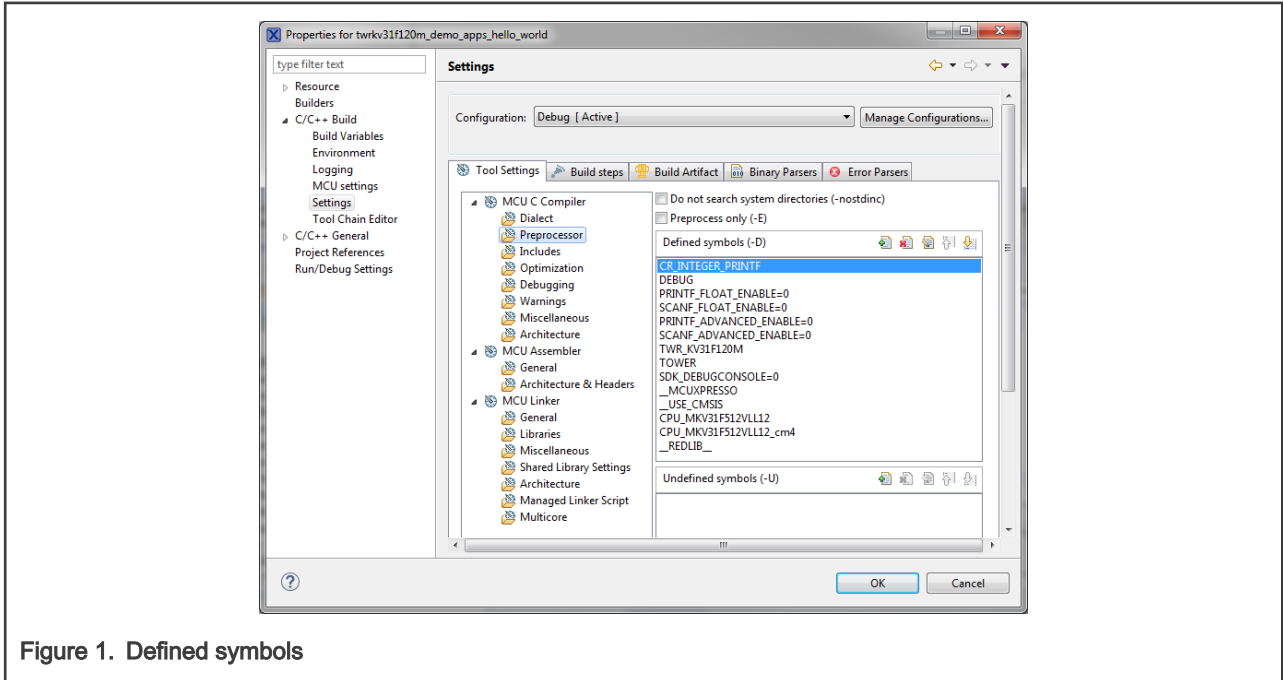 Properties for twrkv31f120m_demo_apps_hello_world
type filter text
Resource
Builders
C/C++ Build
Build Variables
Environment
Logging
MCU settings
Settings
Tool Chain Editor
C/C++ General
Project References
Run/Debug Settings
Settings
Configuration: Debug [ Active ] Manage Configurations...
Tool Settings Build steps Build Artifact Binary Parsers Error Parsers
MCU C Compiler
Dialect
Preprocessor
Includes
Optimization
Debugging
Warnings
Miscellaneous
Architecture
MCU Assembler
General
Architecture & Headers
MCU Linker
General
Libraries
Miscellaneous
Shared Library Settings
Architecture
Managed Linker Script
Multicore
Do not search system directories (-nostdinc)
Preprocess only (-E)
Defined symbols (-D)
CR_INTEGER_PRINTF
DEBUG
PRINTF_FLOAT_ENABLE=0
SCANF_FLOAT_ENABLE=0
PRINTF_ADVANCED_ENABLE=0
SCANF_ADVANCED_ENABLE=0
TWR_KV31F120M
TOWER
SDK_DEBUGCONSOLE=0
__MCUXPRESSO
__USE_CMSIS
CPU_MKV31F512VLL12
CPU_MKV31F512VLL12_cm4
__REDLIB__
Undefined symbols (-U)
OK Cancel
Figure 1. Defined symbols